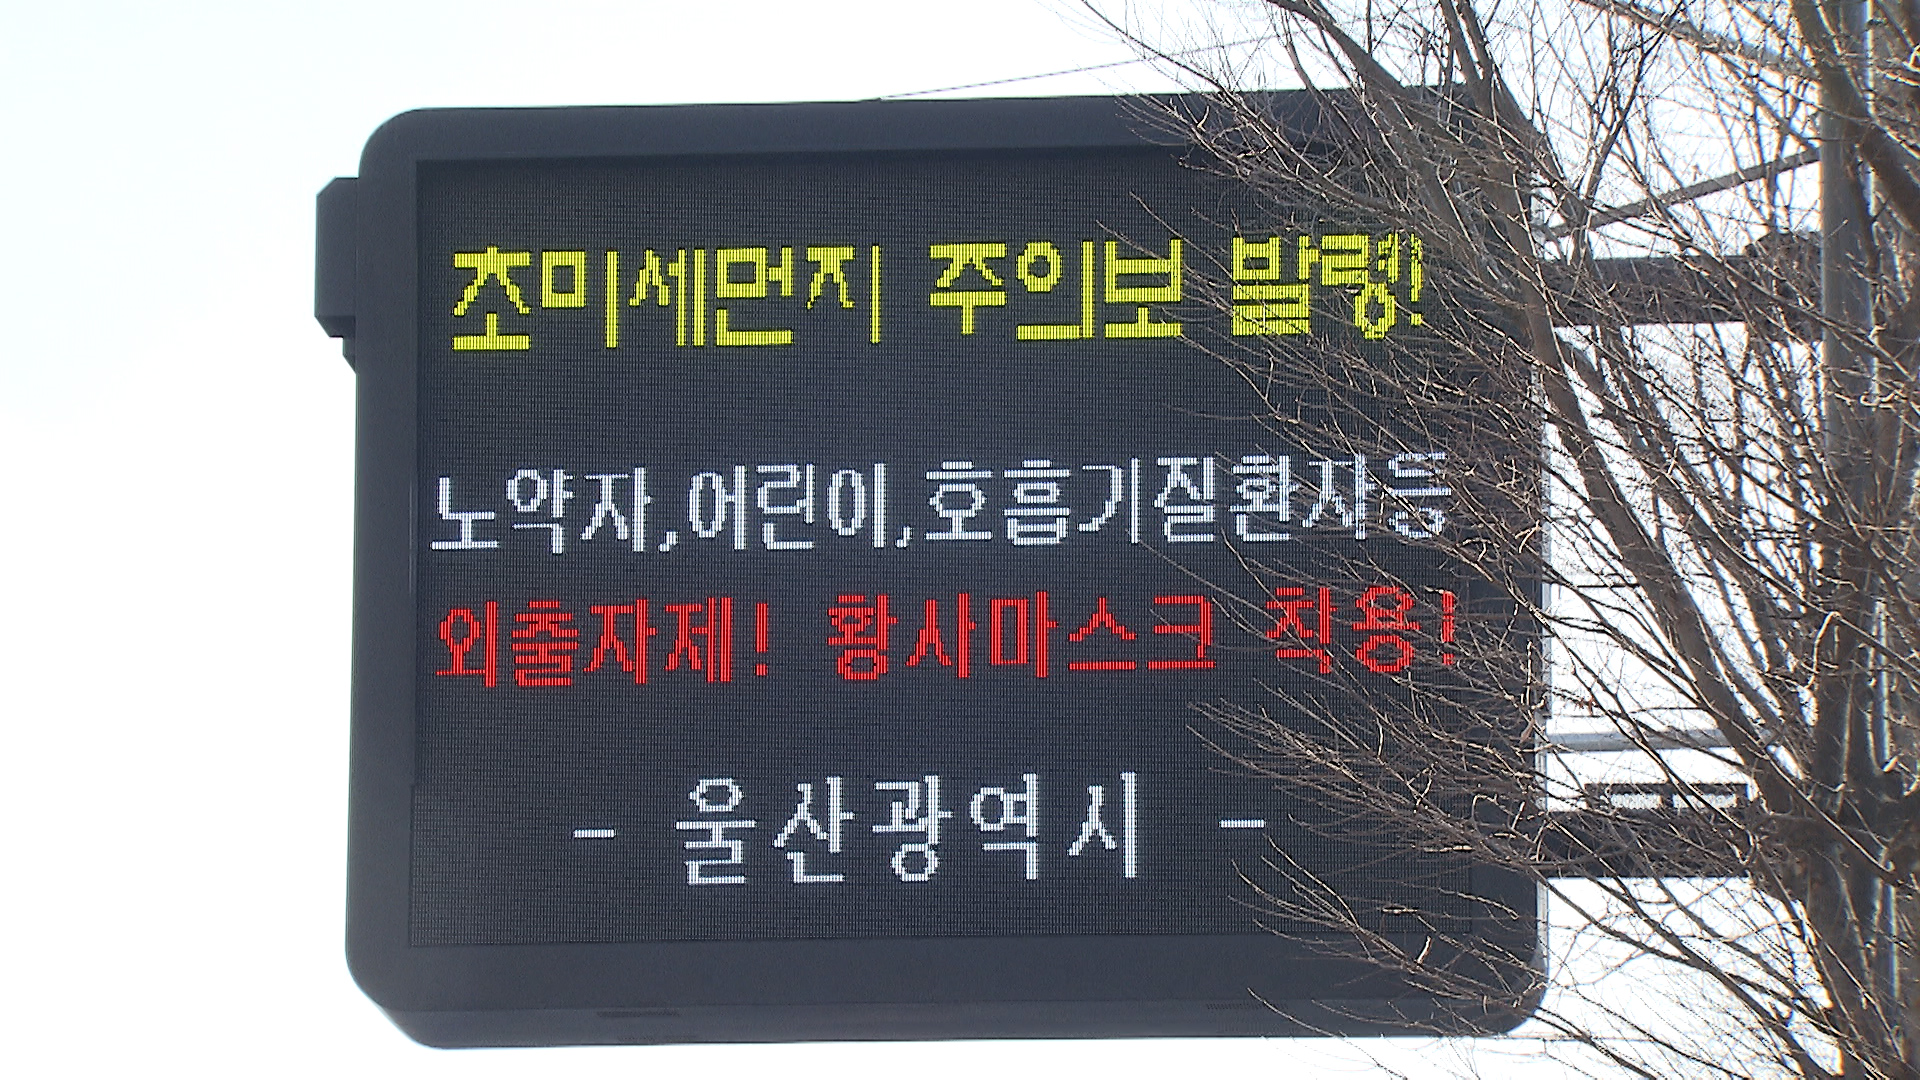 초미세먼지 주의보 발령!
노약자,어린이,호흡기질환자등
외출자제! 황사마스크 착용!
- 울산광역시 -